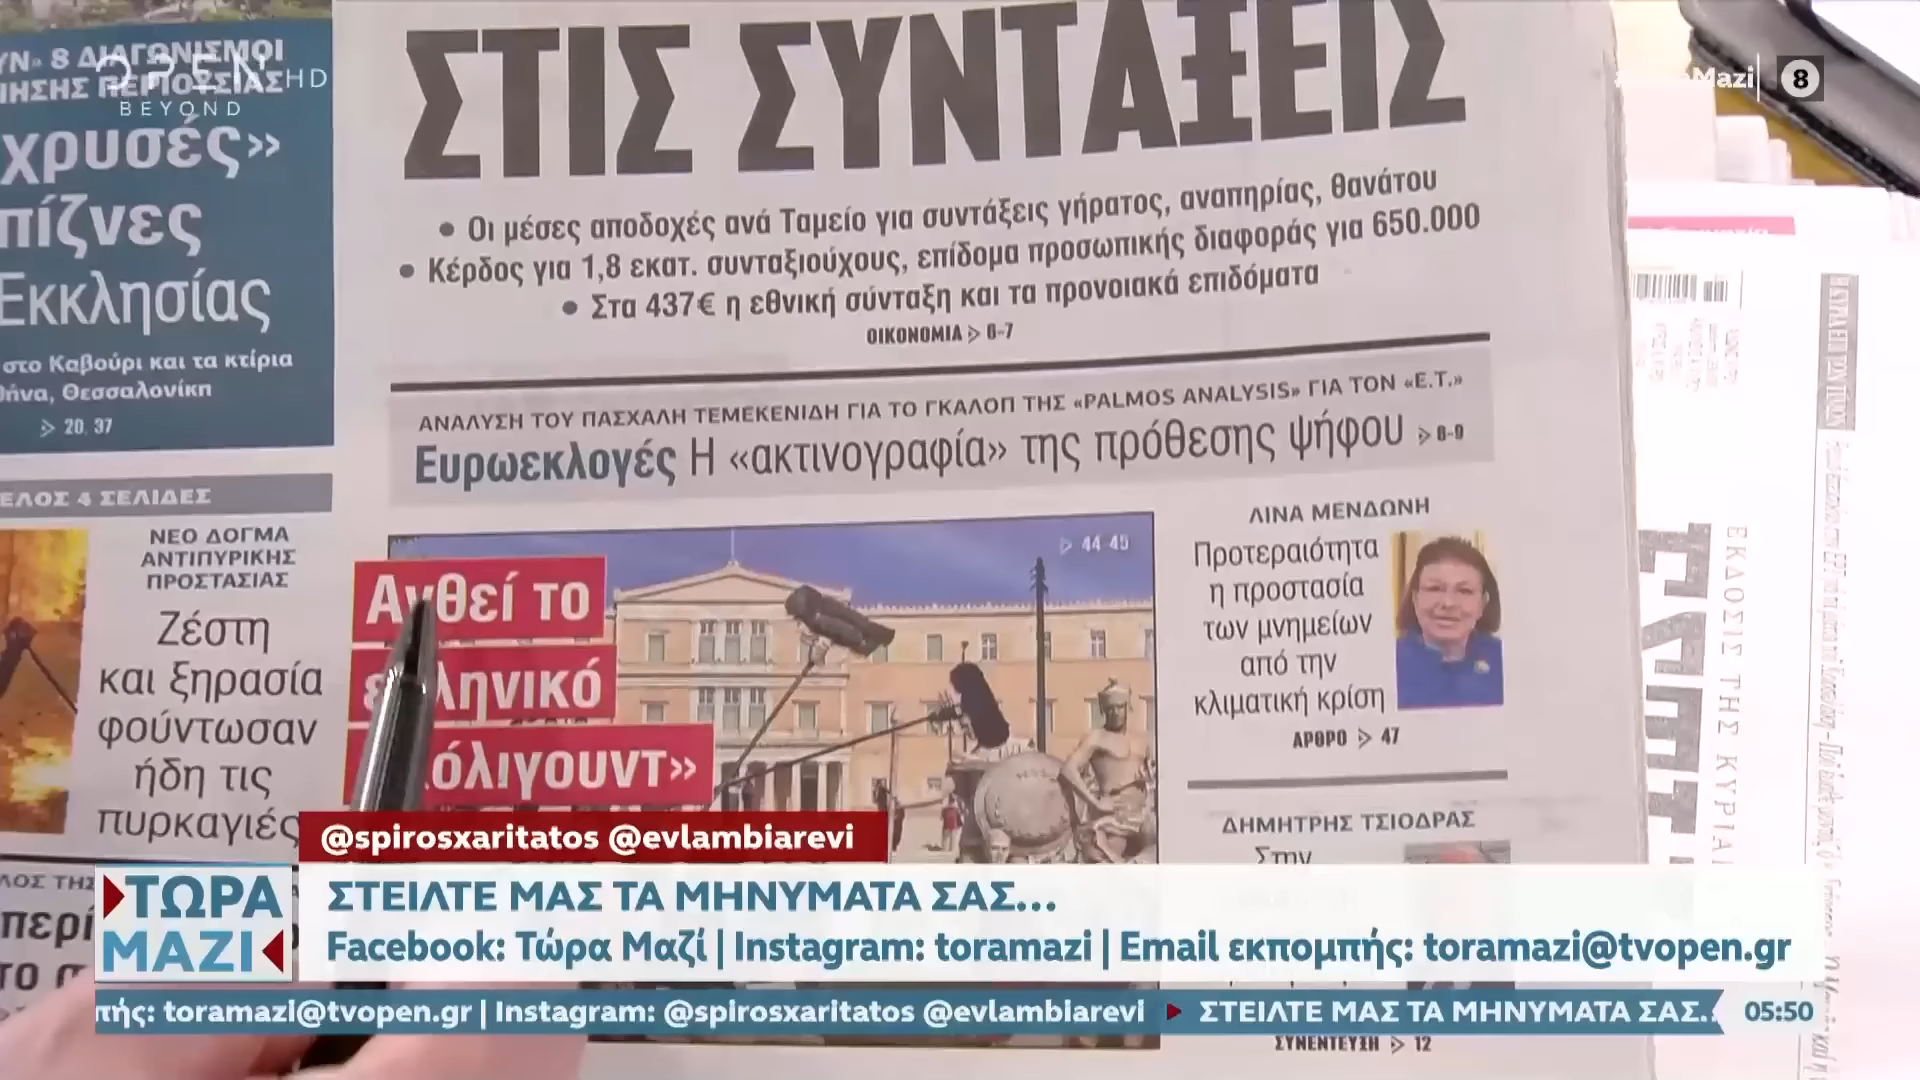 ΣΤΙΣ ΣΥΝΤΑΞΕΙΣ
• Οι μέσες αποδοχές ανά Ταμείο για συντάξεις γήρατος, αναπηρίας, θανάτου
• Κέρδος για 1,8 εκατ. συνταξιούχους, επίδομα προσωπικής διαφοράς για 650.000
• Στα 437€ η εθνική σύνταξη και τα προνοιακά επιδόματα
ΟΙΚΟΝΟΜΙΑ > 6-7
8 ΔΙΑΓΩΝΙΣΜΟΙ
ΠΕΡΙΟΥΣΙΑΣ
χρυσές»
Εκκλησίας
στο Καβούρι και τα κτίρια
Θεσσαλονίκη
> 20, 37
OPEN HD
BEYOND
8
ΑΝΑΛΥΣΗ ΤΟΥ ΠΑΣΧΑΛΗ ΤΕΜΕΚΕΝΙΔΗ ΓΙΑ ΤΟ ΓΚΑΛΟΠ ΤΗΣ «PALMOS ANALYSIS» ΓΙΑ ΤΟΝ «Ε.Τ.»
Ευρωεκλογές Η «ακτινογραφία» της πρόθεσης ψήφου > 8-9
4 ΣΕΛΙΔΕΣ
ΝΕΟ ΔΟΓΜΑ
ΑΝΤΙΠΥΡΙΚΗΣ
ΠΡΟΣΤΑΣΙΑΣ
Ζέστη
και ξηρασία
φούντωσαν
ήδη τις
πυρκαγιές
> 44-45
Ανθεί το
ελληνικό
όλιγουντ»
ΛΙΝΑ ΜΕΝΔΩΝΗ
Προτεραιότητα
η προστασία
των μνημείων
από την
κλιματική κρίση
ΑΡΘΡΟ > 47
ΔΗΜΗΤΡΗΣ ΤΣΙΟΔΡΑΣ
Στην
ΣΥΝΕΝΤΕΥΞΗ > 12
@spirosxaritatos @evlambiarevi
ΤΩΡΑ
ΜΑΖΙ
ΣΤΕΙΛΤΕ ΜΑΣ ΤΑ ΜΗΝΥΜΑΤΑ ΣΑΣ...
Facebook: Τώρα Μαζί | Instagram: toramazi | Email εκπομπής: toramazi@tvopen.gr
πής: toramazi@tvopen.gr | Instagram: @spirosxaritatos @evlambiarevi ▶ ΣΤΕΙΛΤΕ ΜΑΣ ΤΑ ΜΗΝΥΜΑΤΑ ΣΑΣ..
05:50